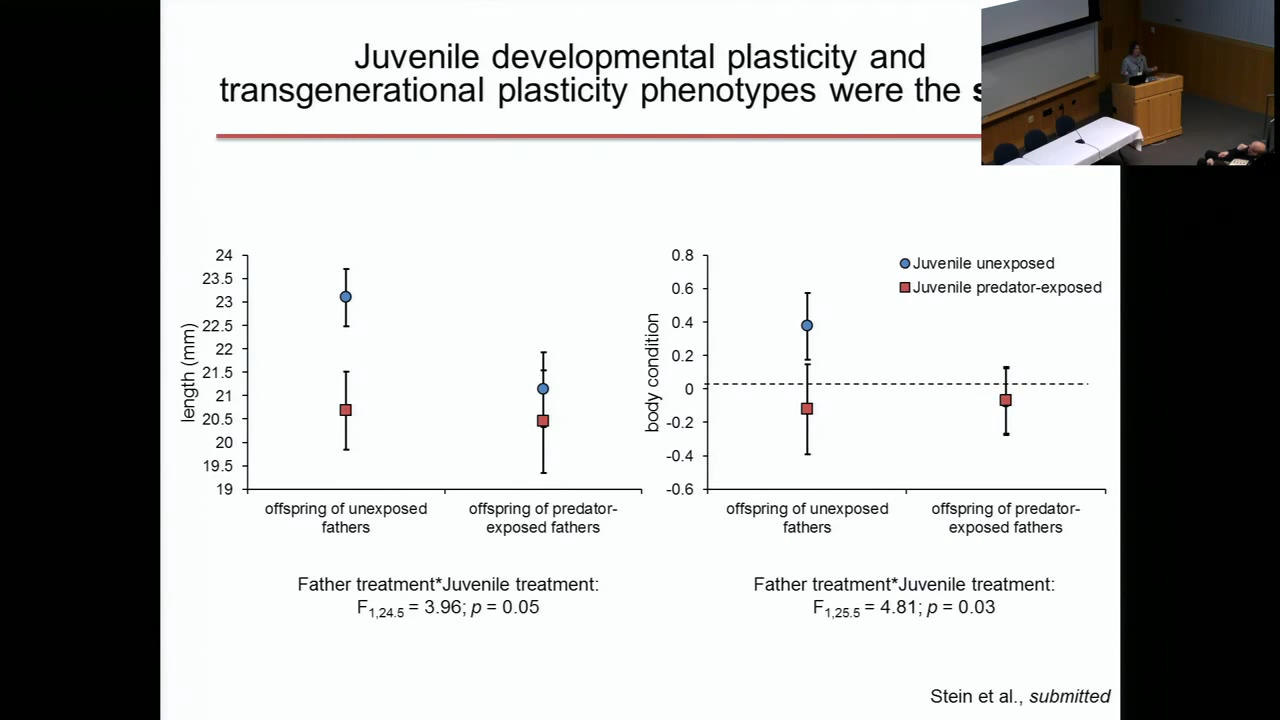 Juvenile developmental plasticity and
transgenerational plasticity phenotypes were the
24
23.5
23
22.5
22
21.5
21
20.5
20
19.5
19
length (mm)
offspring of unexposed
fathers
offspring of predator-
exposed fathers
Father treatment*Juvenile treatment:
F1,24.5 = 3.96; p = 0.05
0.8
0.6
0.4
0.2
0
-0.2
-0.4
-0.6
body condition
Juvenile unexposed
Juvenile predator-exposed
offspring of unexposed
fathers
offspring of predator-
exposed fathers
Father treatment*Juvenile treatment:
F1,25.5 = 4.81; p = 0.03
Stein et al., submitted